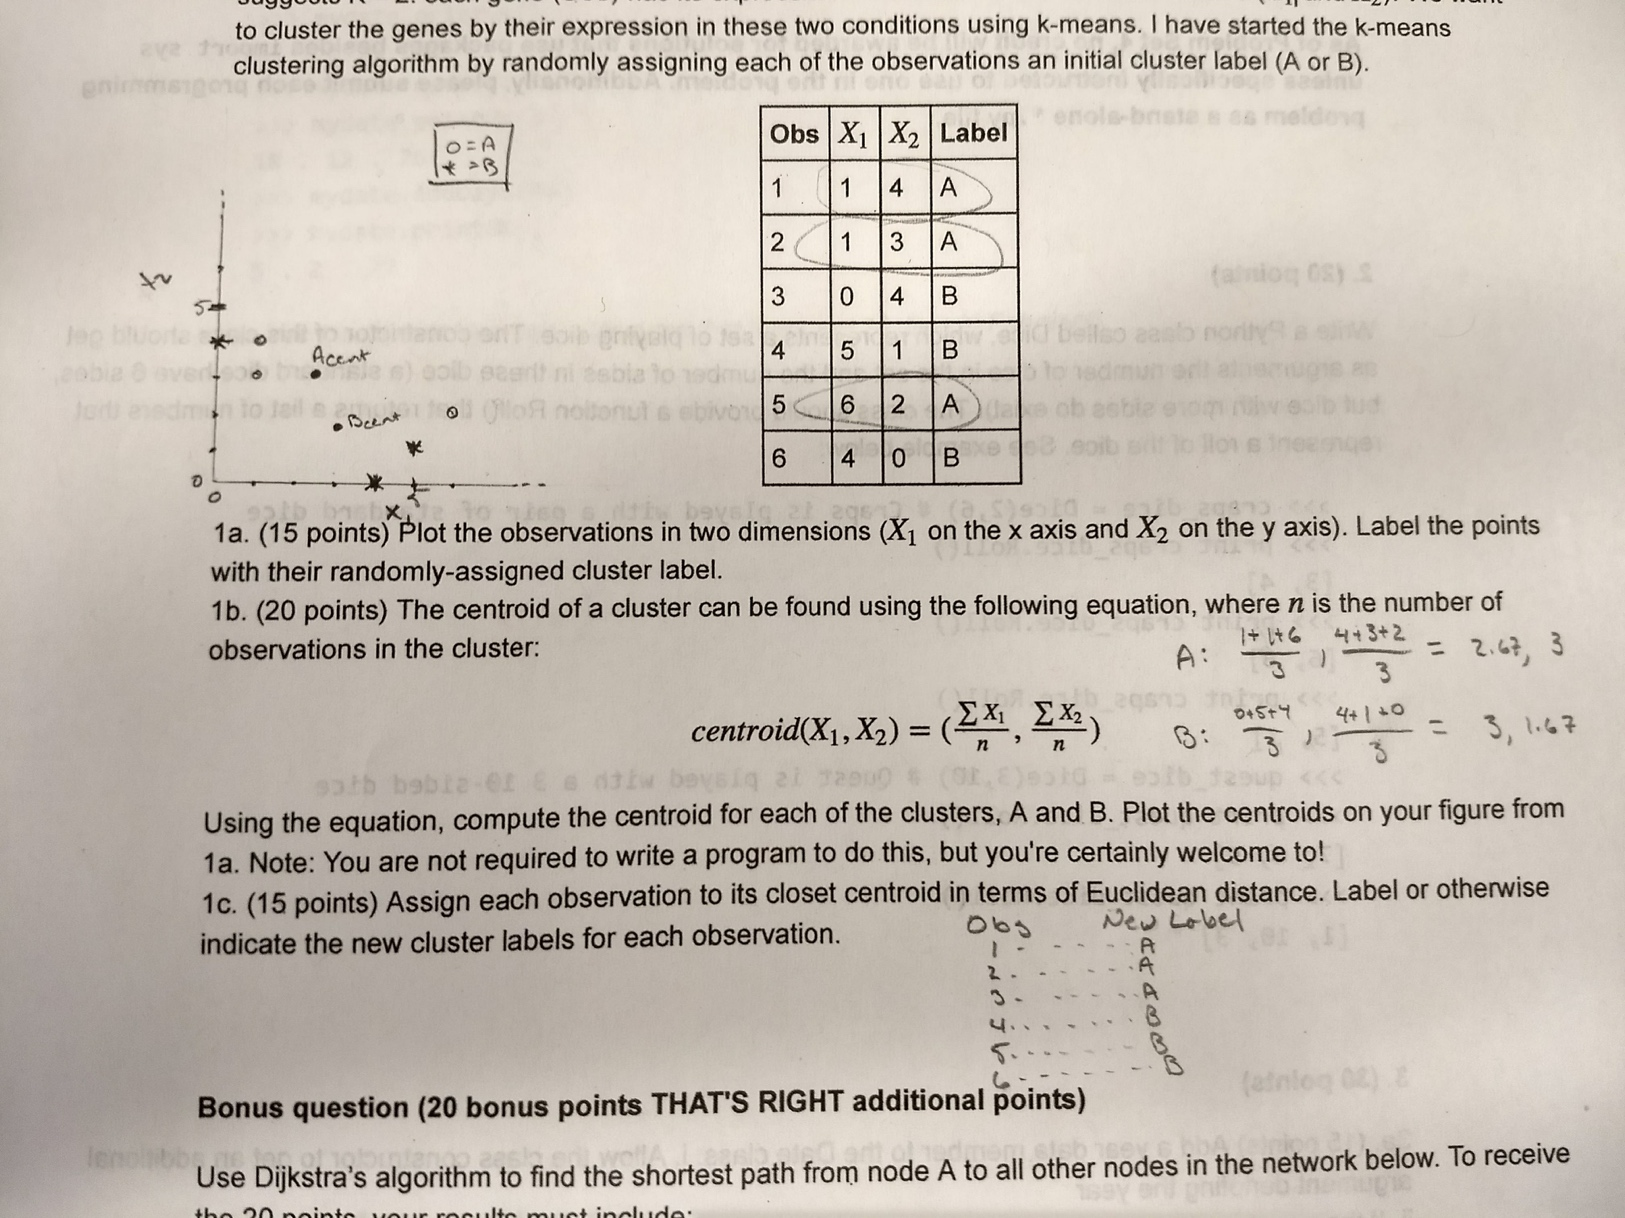 to cluster the genes by their expression in these two conditions using k-means. I have started the k-means
clustering algorithm by randomly assigning each of the observations an initial cluster label (A or B).
o = A
* = B
Obs X₁ X₂ Label
1 1 4 A
2 1 3 A
3 0 4 B
4 5 1 B
5 6 2 A
6 4 0 B
X₂
5
Acent
Bcent
0
0
5
X₁
1a. (15 points) Plot the observations in two dimensions (X₁ on the x axis and X₂ on the y axis). Label the points
with their randomly-assigned cluster label.
1b. (20 points) The centroid of a cluster can be found using the following equation, where n is the number of
observations in the cluster:
A: (1+1+6)/3 , (4+3+2)/3 = 2.67, 3
centroid(X₁, X₂) = (∑X₁/n , ∑X₂/n)
B: (0+5+4)/3 , (4+1+0)/3 = 3, 1.67
Using the equation, compute the centroid for each of the clusters, A and B. Plot the centroids on your figure from
1a. Note: You are not required to write a program to do this, but you're certainly welcome to!
1c. (15 points) Assign each observation to its closet centroid in terms of Euclidean distance. Label or otherwise
indicate the new cluster labels for each observation.
Obs New Label
1 - - - - A
2 - - - - A
3 - - - - A
4 - - - - B
5 - - - - B
6 - - - - B
Bonus question (20 bonus points THAT'S RIGHT additional points)
Use Dijkstra's algorithm to find the shortest path from node A to all other nodes in the network below. To receive
the 20 points, your results must include: